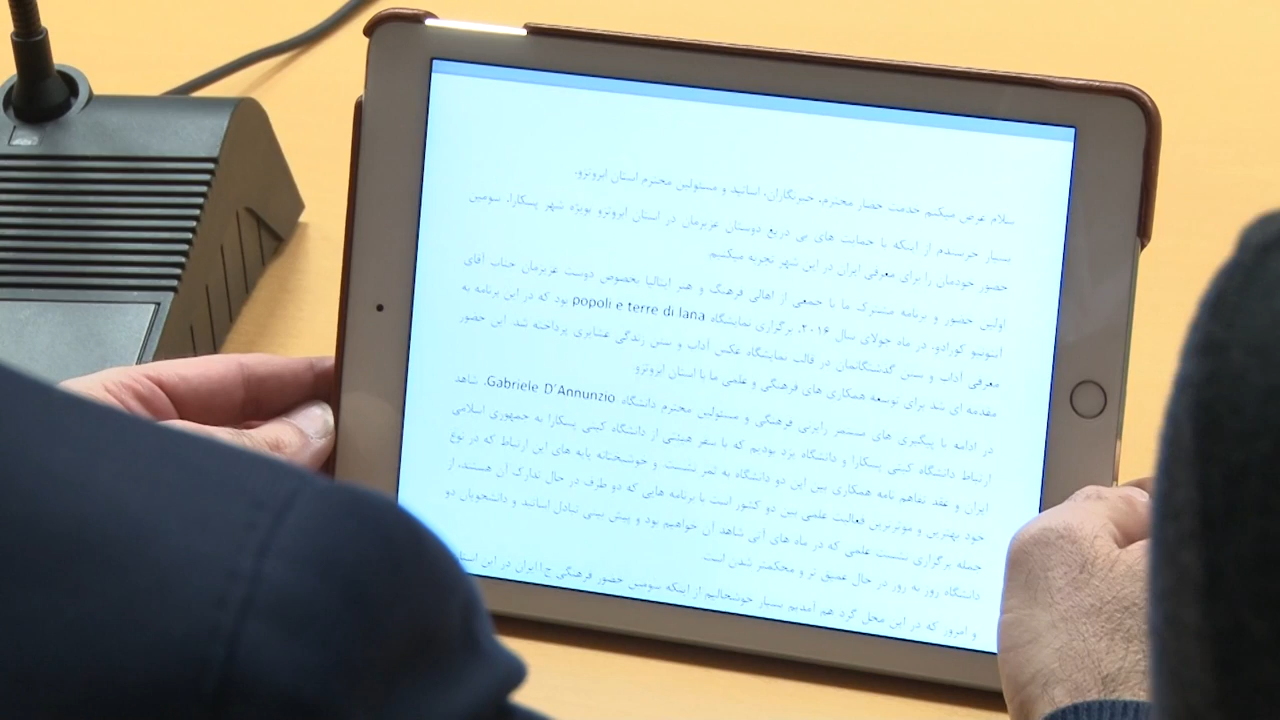 سلام عرض میکنم خدمت حضار محترم، خبرنگاران، اساتید و مسئولین محترم استان ابروتزو.
بسیار خرسندم از اینکه با حمایت های بی دریغ دوستان عزیزمان در استان ابروتزو بویژه شهر پسکارا، سومین
حضور خودمان را برای معرفی ایران در این شهر تجربه میکنیم
اولین حضور و برنامه مشترک ما با جمعی از اهالی فرهنگ و هنر ایتالیا بخصوص دوست عزیزمان جناب آقای
آنتونیو کورادو، در ماه جولای سال ۲۰۱۶، برگزاری نمایشگاه popoli e terre di lana بود که در این برنامه به
معرفی آداب و سنن گذشتگانمان در قالب نمایشگاه عکس آداب و سنن زندگی عشایری پرداخته شد. این حضور
مقدمه ای شد برای توسعه همکاری های فرهنگی و علمی ما با استان ابروتزو
در ادامه با پیگیری های مستمر رایزنی فرهنگی و مسئولین محترم دانشگاه Gabriele D'Annunzio، شاهد
ارتباط دانشگاه کیتی پسکارا و دانشگاه یزد بودیم که با سفر هیئتی از دانشگاه کیتی پسکارا به جمهوری اسلامی
ایران و عقد تفاهم نامه همکاری بین این دو دانشگاه به ثمر نشست و خوشبختانه پایه های این ارتباط که در نوع
خود بهترین و موثرترین فعالیت علمی بین دو کشور است با برنامه هایی که دو طرف در حال تدارک آن هستند، از
جمله برگزاری نشست علمی که در ماه های آتی شاهد آن خواهیم بود و پیش بینی تبادل اساتید و دانشجویان دو
دانشگاه روز به روز در حال عمیق تر و محکمتر شدن است.
و امروز که در این محل گرد هم آمدیم بسیار خوشحالیم از اینکه سومین حضور فرهنگی ج.ا.ایران در این